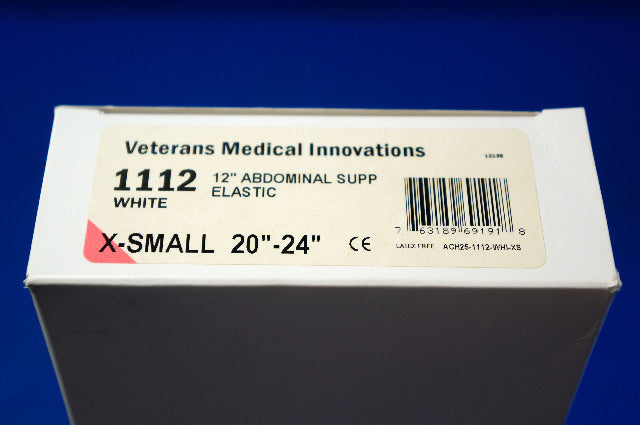 Veterans Medical Innovations
12135
1112 12" ABDOMINAL SUPP
WHITE ELASTIC
X-SMALL 20"-24" CE
7 63189 69191 8
LATEX FREE ACH25-1112-WHI-XS